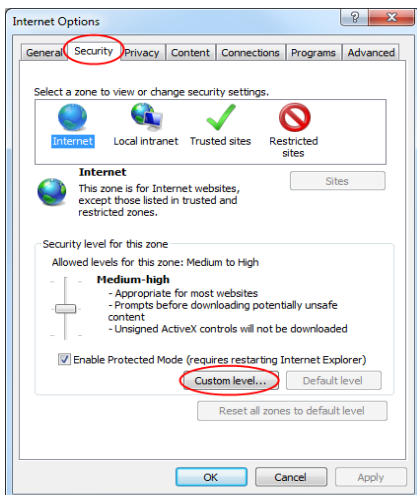 Internet Options
General Security Privacy Content Connections Programs Advanced
Select a zone to view or change security settings.
Internet Local intranet Trusted sites Restricted
sites
Internet
Sites
This zone is for Internet websites,
except those listed in trusted and
restricted zones.
Security level for this zone
Allowed levels for this zone: Medium to High
Medium-high
- Appropriate for most websites
- Prompts before downloading potentially unsafe
content
- Unsigned ActiveX controls will not be downloaded
Enable Protected Mode (requires restarting Internet Explorer)
Custom level... Default level
Reset all zones to default level
OK Cancel Apply